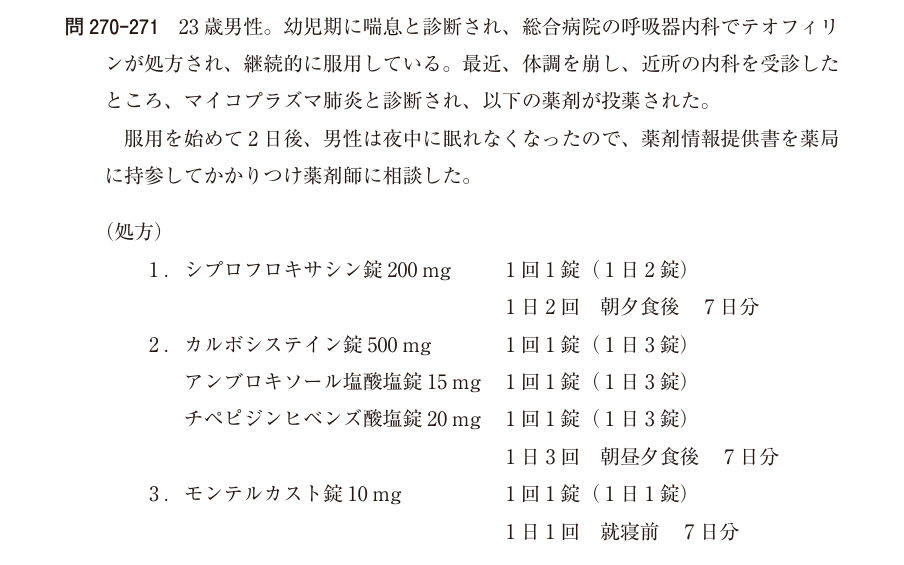 問 270-271　23 歳男性。幼児期に喘息と診断され、総合病院の呼吸器内科でテオフィリ
ンが処方され、継続的に服用している。最近、体調を崩し、近所の内科を受診した
ところ、マイコプラズマ肺炎と診断され、以下の薬剤が投薬された。
服用を始めて 2 日後、男性は夜中に眠れなくなったので、薬剤情報提供書を薬局
に持参してかかりつけ薬剤師に相談した。
（処方）
1．シプロフロキサシン錠 200 mg　1 回 1 錠（1 日 2 錠）
1 日 2 回　朝夕食後　7 日分
2．カルボシステイン錠 500 mg　1 回 1 錠（1 日 3 錠）
アンブロキソール塩酸塩錠 15 mg　1 回 1 錠（1 日 3 錠）
チペピジンヒベンズ酸塩錠 20 mg　1 回 1 錠（1 日 3 錠）
1 日 3 回　朝昼夕食後　7 日分
3．モンテルカスト錠 10 mg　1 回 1 錠（1 日 1 錠）
1 日 1 回　就寝前　7 日分